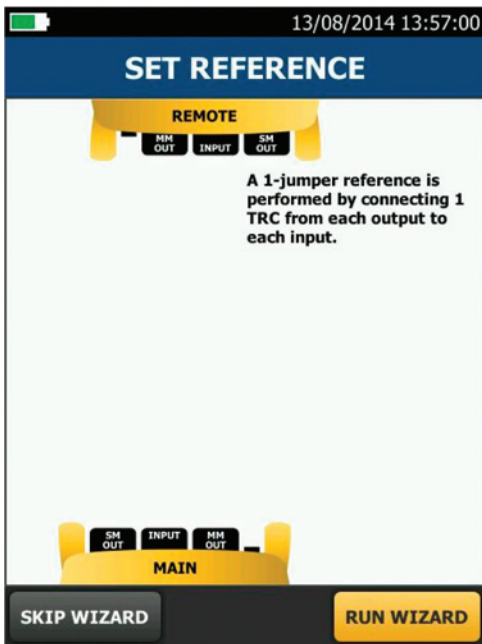 13/08/2014 13:57:00
SET REFERENCE
REMOTE
MM
OUT
INPUT
SM
OUT
A 1-jumper reference is
performed by connecting 1
TRC from each output to
each input.
SM
OUT
INPUT
MM
OUT
MAIN
SKIP WIZARD
RUN WIZARD